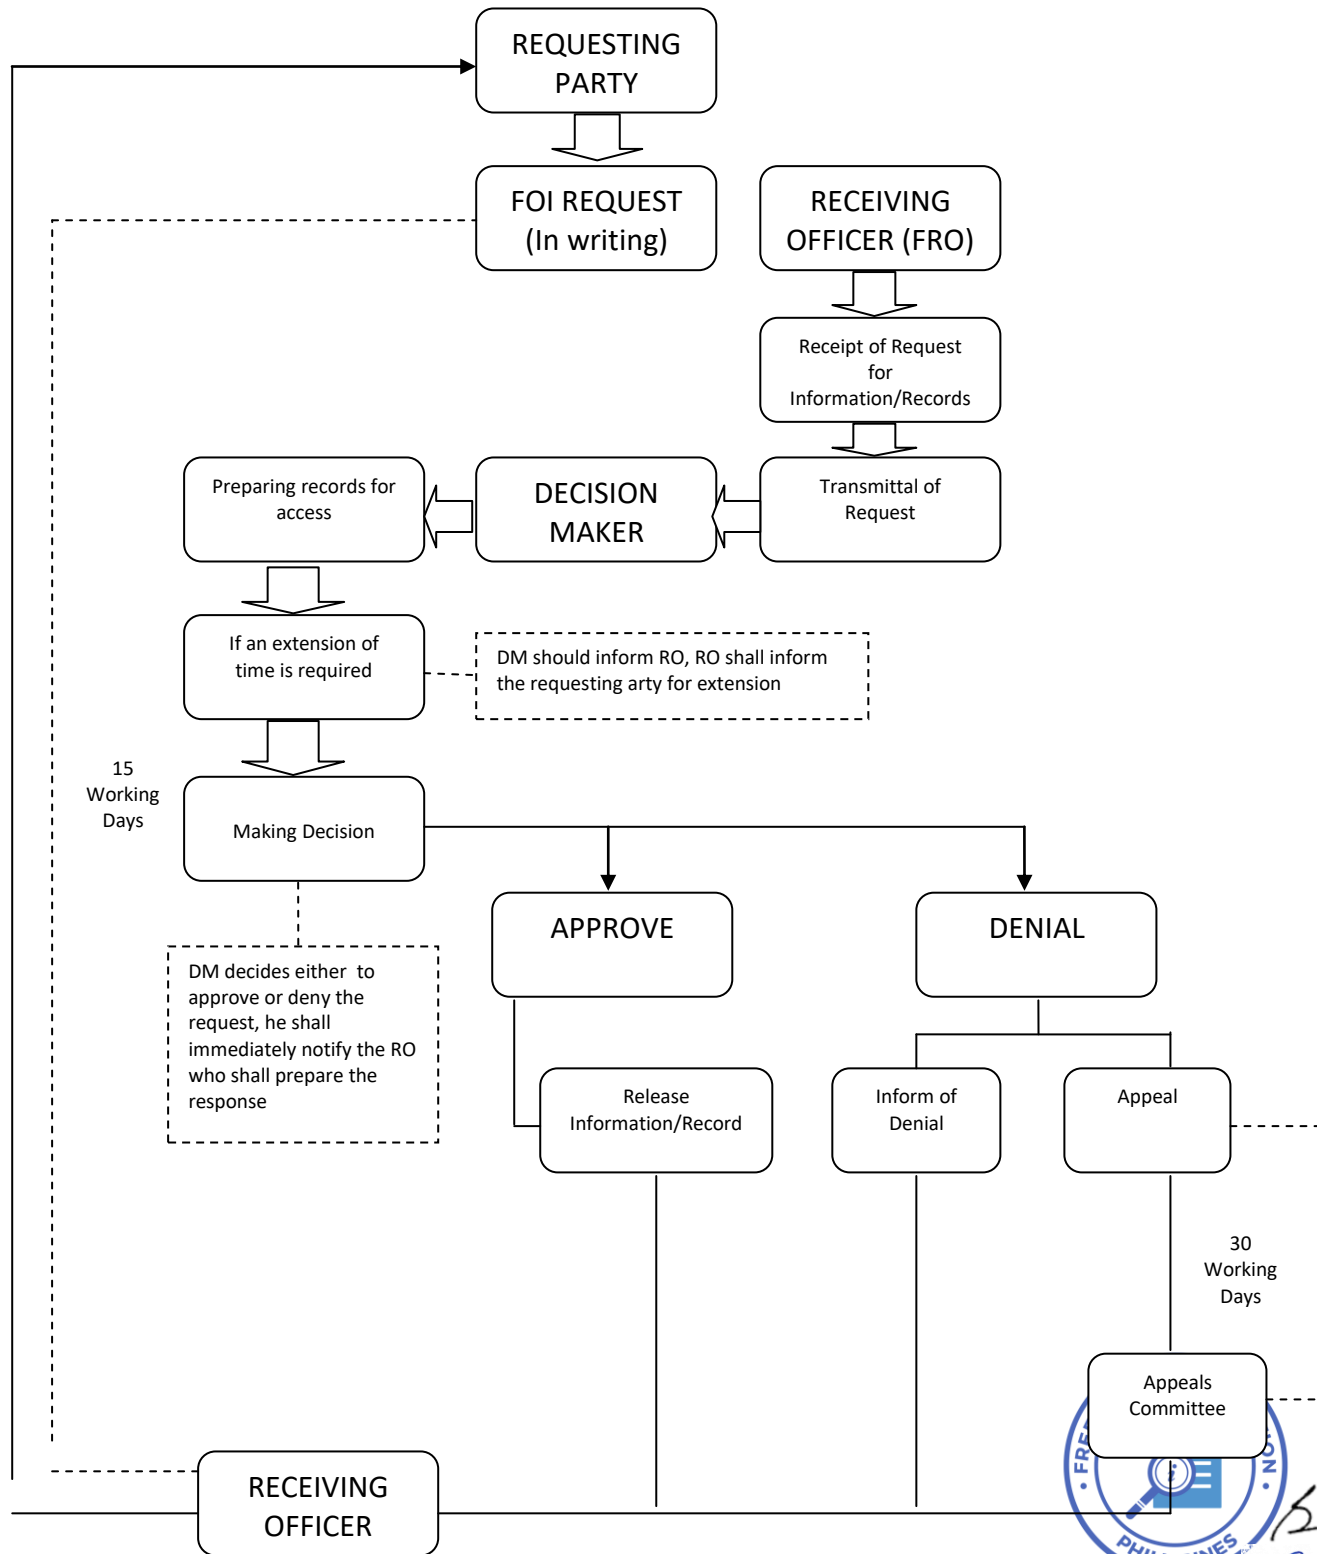 REQUESTING
PARTY
FOI REQUEST
(In writing)
RECEIVING
OFFICER (FRO)
Receipt of Request
for
Information/Records
Preparing records for
access
DECISION
MAKER
Transmittal of
Request
If an extension of
time is required
DM should inform RO, RO shall inform
the requesting arty for extension
15
Working
Days
Making Decision
APPROVE
DENIAL
DM decides either to
approve or deny the
request, he shall
immediately notify the RO
who shall prepare the
response
Release
Information/Record
Inform of
Denial
Appeal
30
Working
Days
Appeals
Committee
RECEIVING
OFFICER